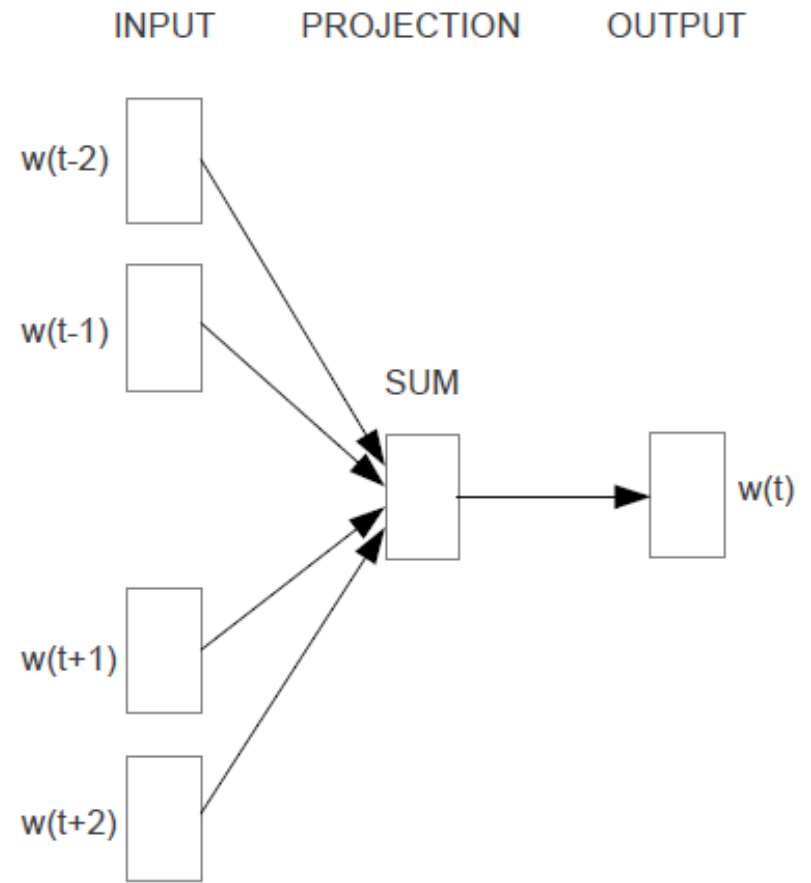 INPUT PROJECTION OUTPUT
w(t-2)
w(t-1)
SUM
w(t)
w(t+1)
w(t+2)